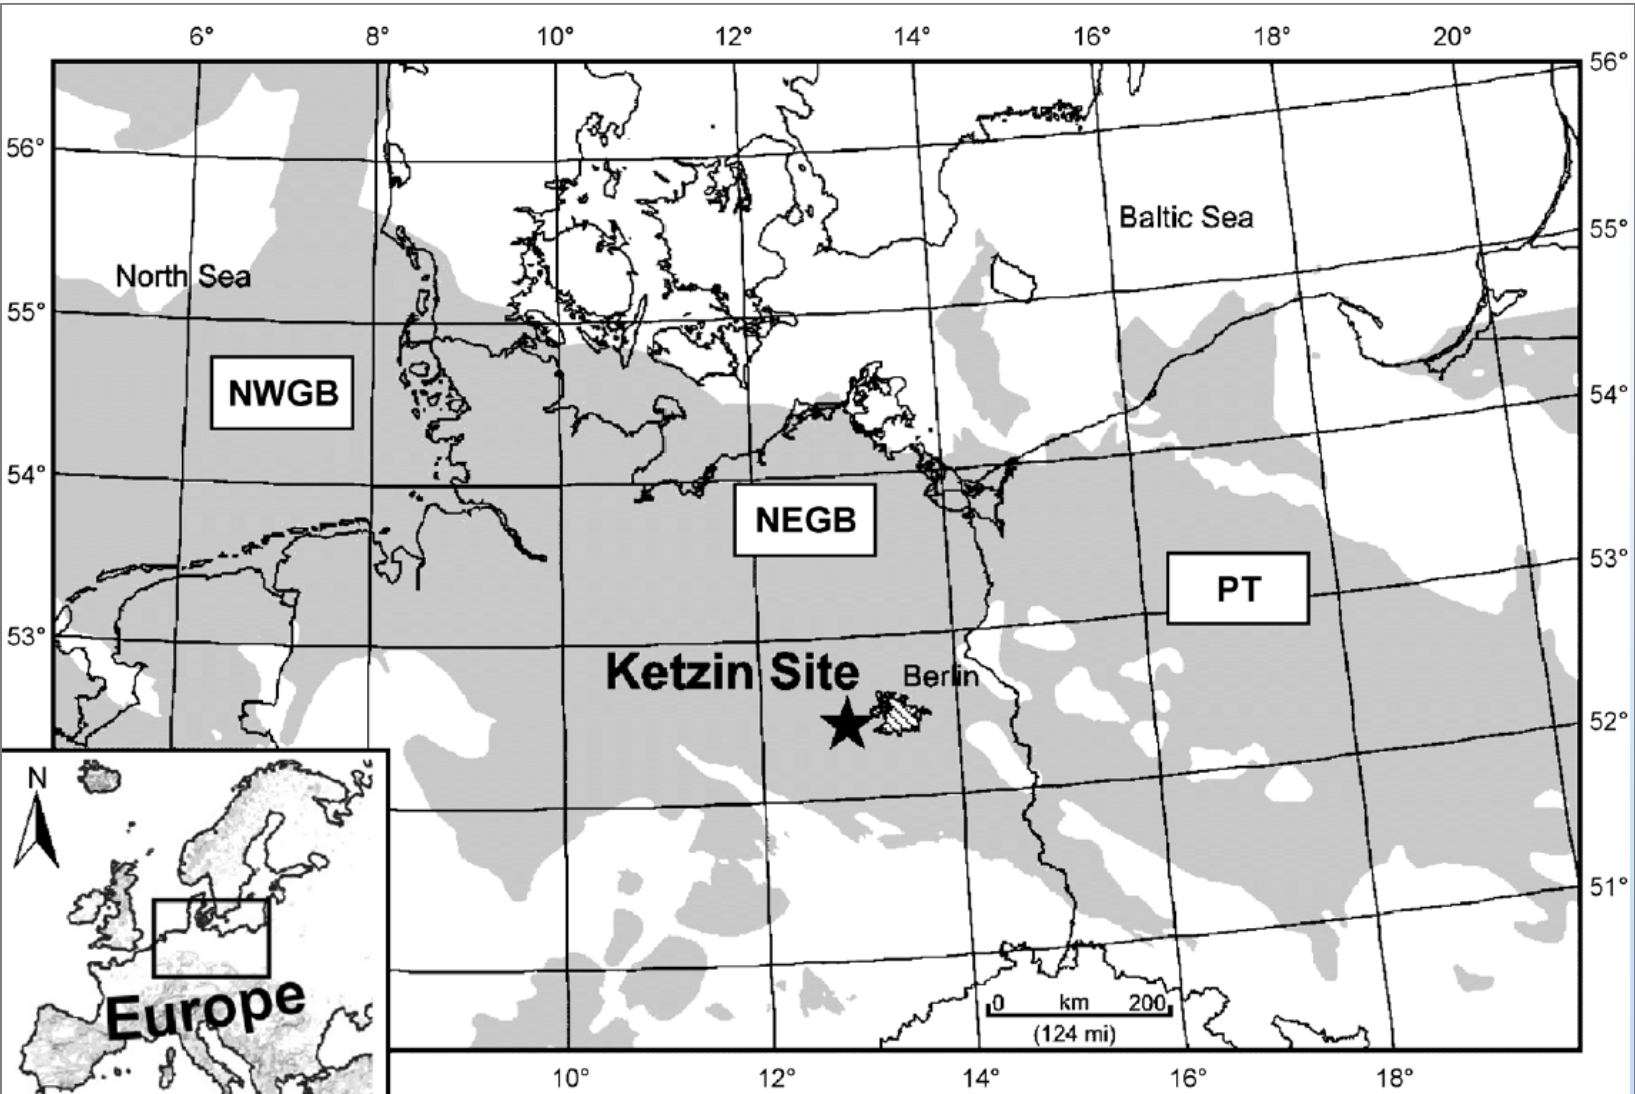 6° 8° 10° 12° 14° 16° 18° 20°
56°
56°
Baltic Sea
55°
North Sea
55°
NWGB
54°
54°
NEGB
53°
PT
53°
Ketzin Site
Berlin
52°
N
51°
Europe
0 km 200
(124 mi)
10° 12° 14° 16° 18°